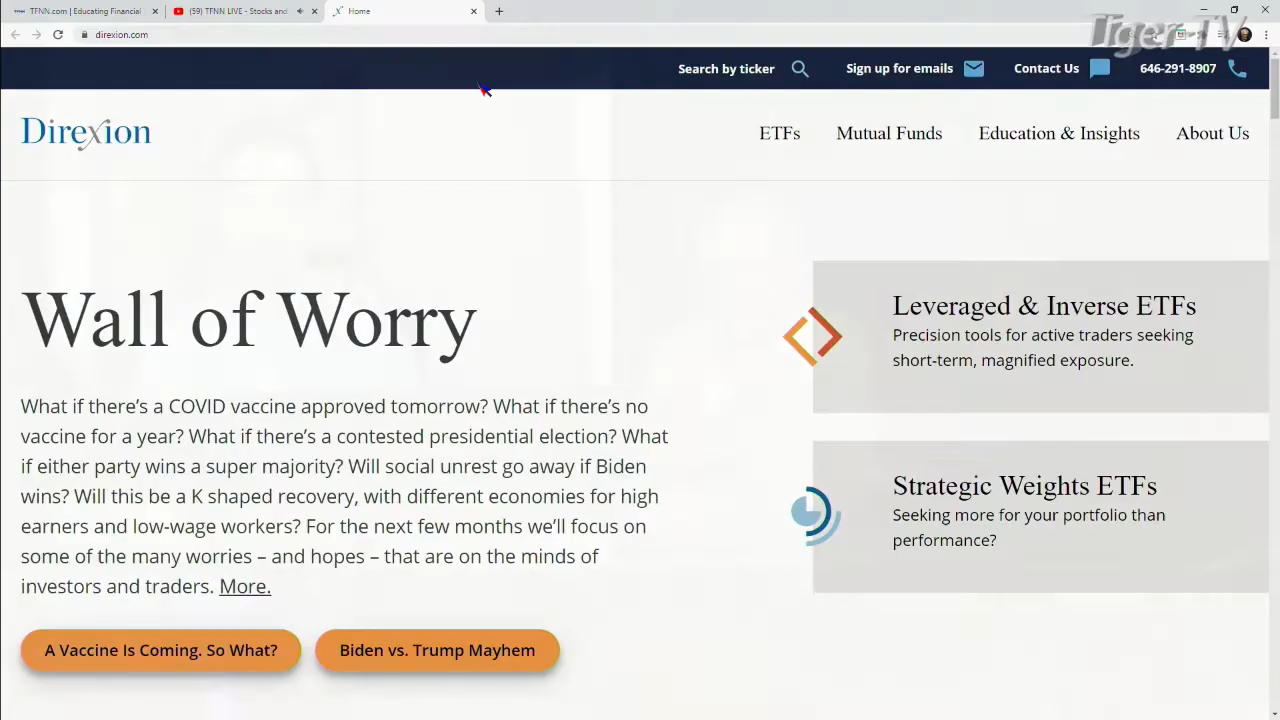 TFNN.com | Educating Financial
(59) TFNN LIVE - Stocks and
Home
direxion.com
Tiger-TV
Search by ticker
Sign up for emails
Contact Us
646-291-8907
Direxion
ETFs
Mutual Funds
Education & Insights
About Us
Wall of Worry
What if there's a COVID vaccine approved tomorrow? What if there's no
vaccine for a year? What if there's a contested presidential election? What
if either party wins a super majority? Will social unrest go away if Biden
wins? Will this be a K shaped recovery, with different economies for high
earners and low-wage workers? For the next few months we'll focus on
some of the many worries – and hopes – that are on the minds of
investors and traders. More.
A Vaccine Is Coming. So What?
Biden vs. Trump Mayhem
Leveraged & Inverse ETFs
Precision tools for active traders seeking
short-term, magnified exposure.
Strategic Weights ETFs
Seeking more for your portfolio than
performance?